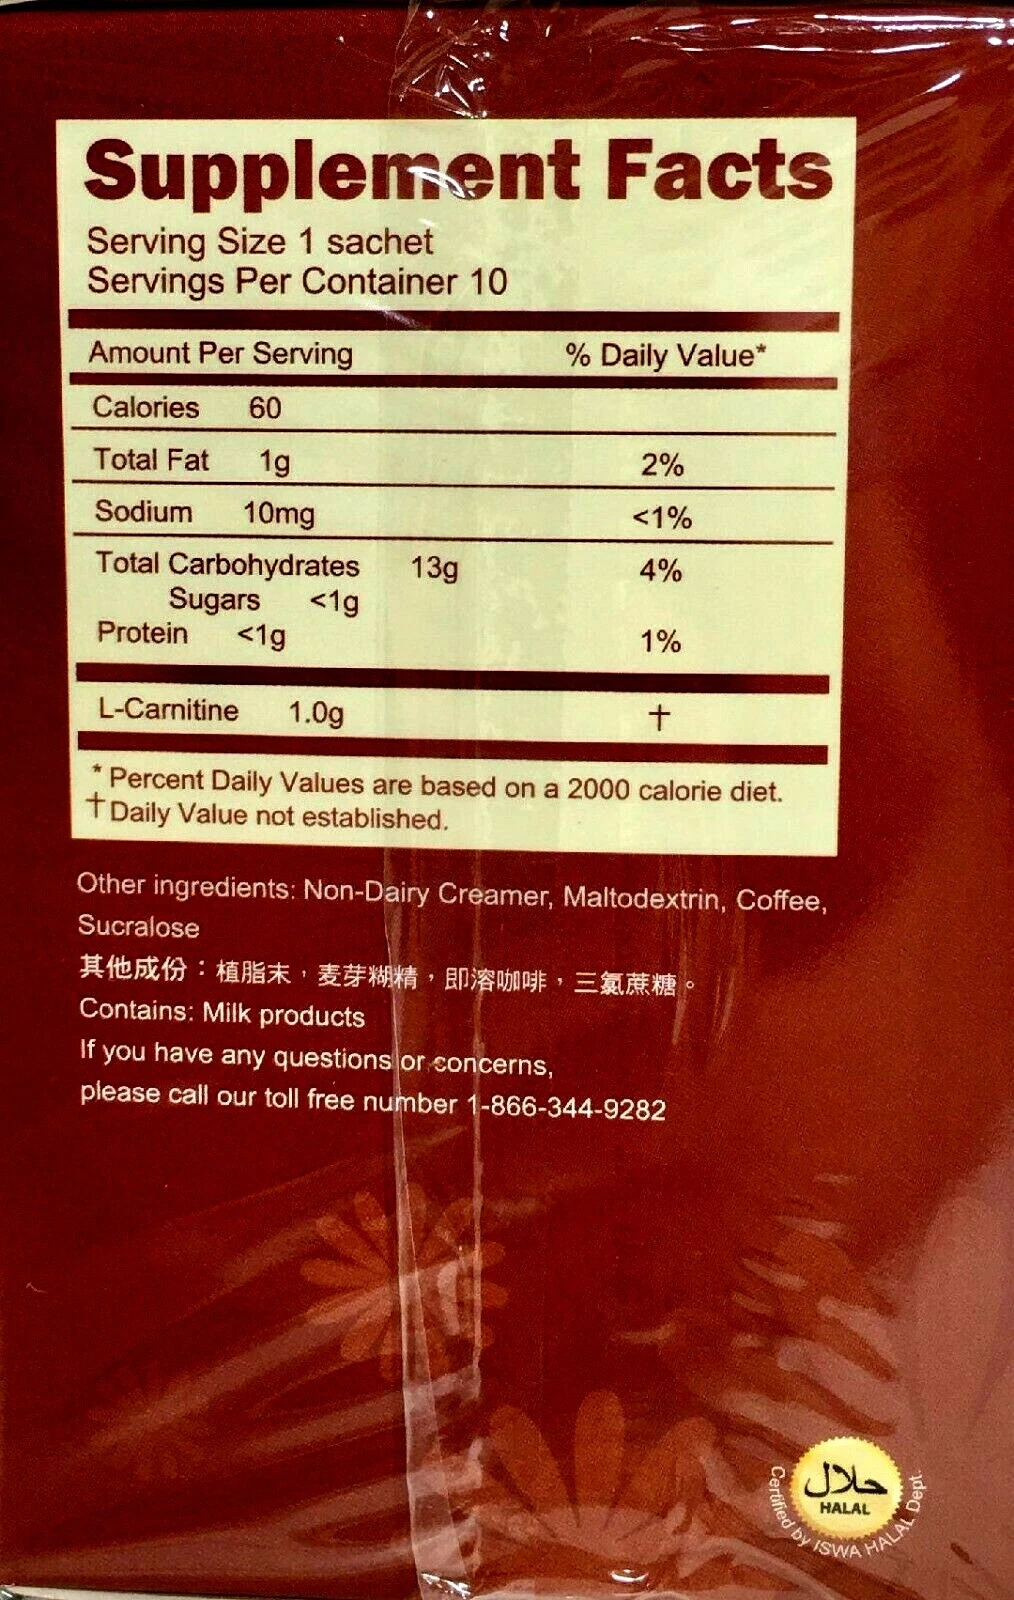 Supplement Facts
Serving Size 1 sachet
Servings Per Container 10
Amount Per Serving % Daily Value*
Calories 60
Total Fat 1g 2%
Sodium 10mg <1%
Total Carbohydrates 13g 4%
Sugars <1g
Protein <1g 1%
L-Carnitine 1.0g †
* Percent Daily Values are based on a 2000 calorie diet.
† Daily Value not established.
Other ingredients: Non-Dairy Creamer, Maltodextrin, Coffee,
Sucralose
其他成份：植脂末，麦芽糊精，即溶咖啡，三氯蔗糖。
Contains: Milk products
If you have any questions or concerns,
please call our toll free number 1-866-344-9282
حلال
HALAL
Certified by ISWA HALAL Dept.